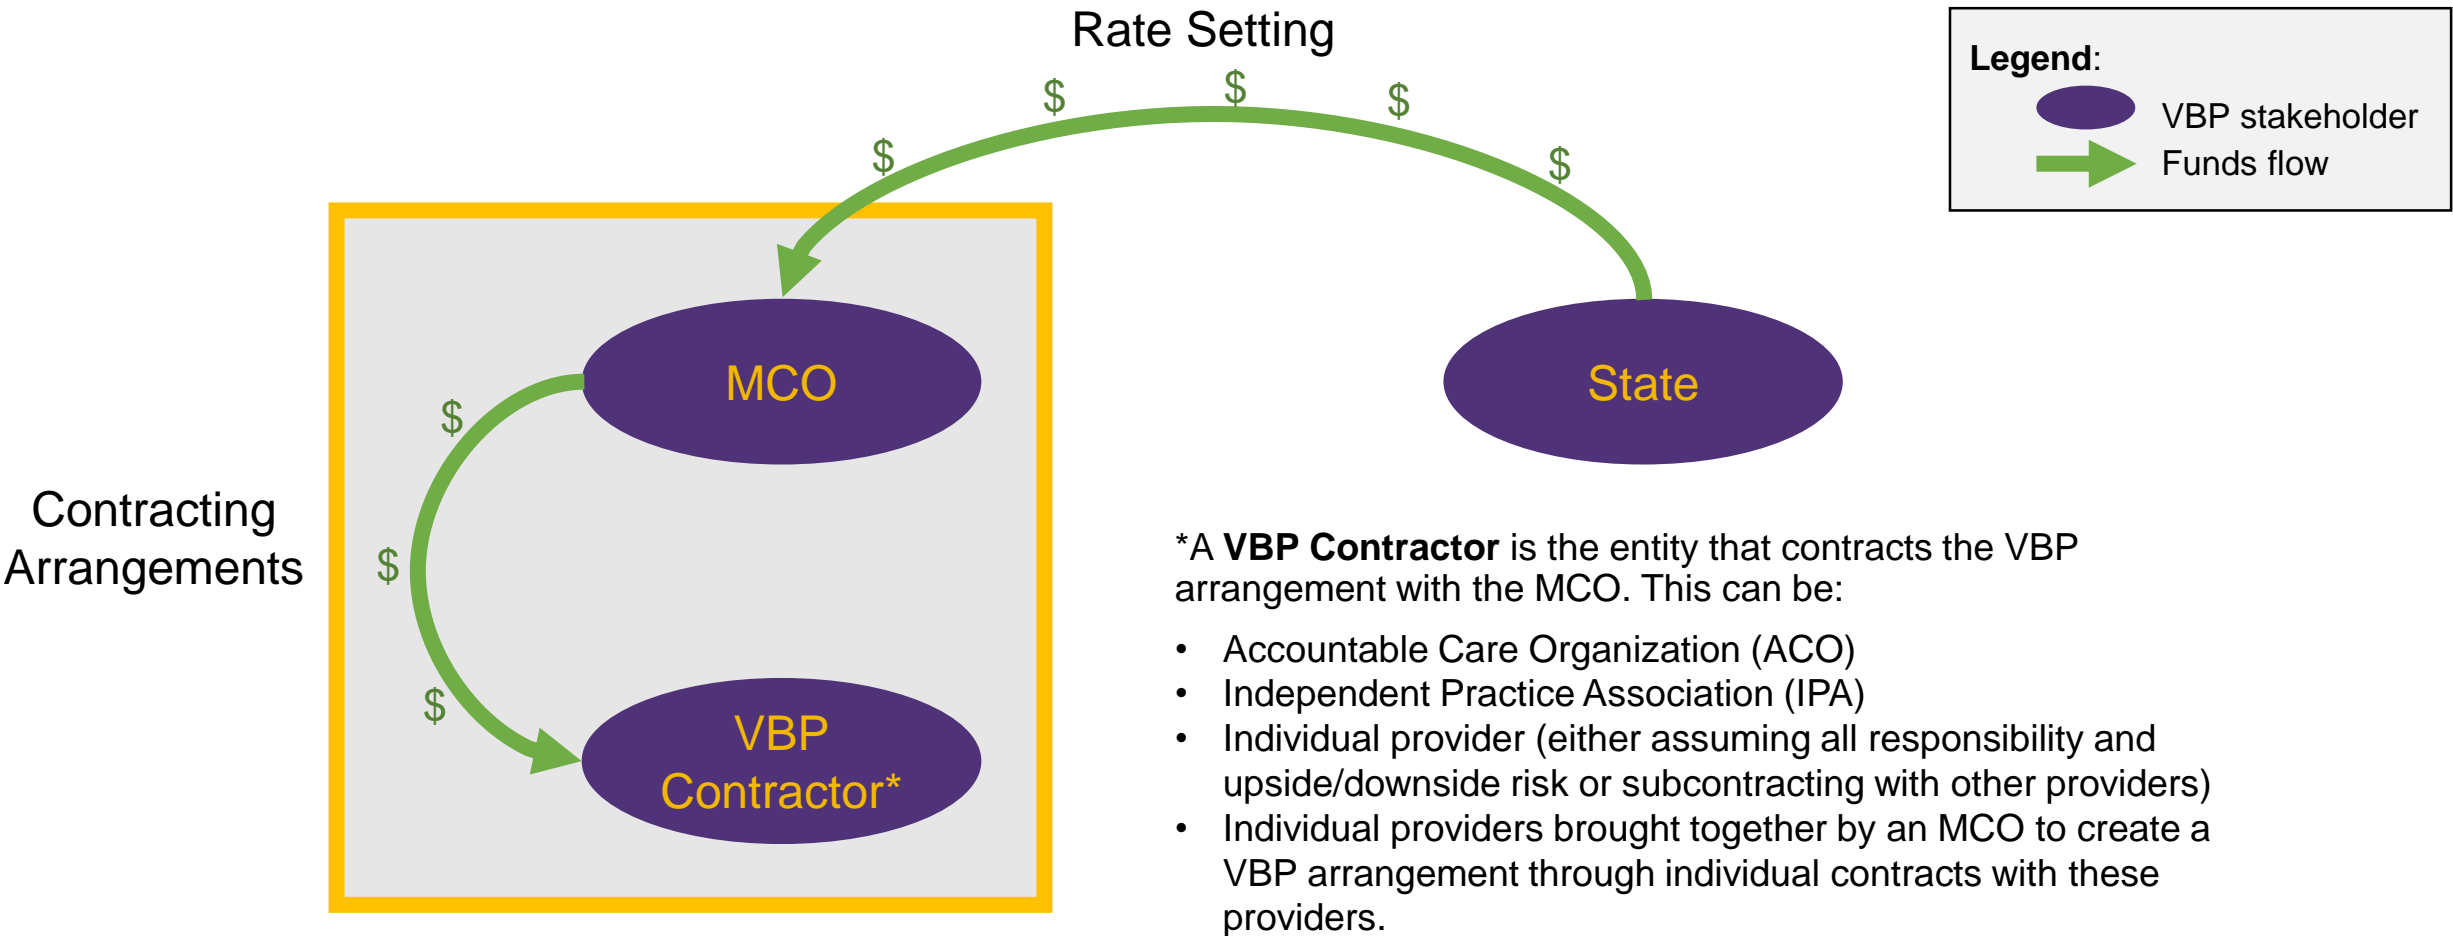 Rate Setting
$ $ $ $ $
Legend:
VBP stakeholder
Funds flow
MCO
State
Contracting
Arrangements
$
$
$
VBP
Contractor*
*A VBP Contractor is the entity that contracts the VBP
arrangement with the MCO. This can be:
• Accountable Care Organization (ACO)
• Independent Practice Association (IPA)
• Individual provider (either assuming all responsibility and
upside/downside risk or subcontracting with other providers)
• Individual providers brought together by an MCO to create a
VBP arrangement through individual contracts with these
providers.